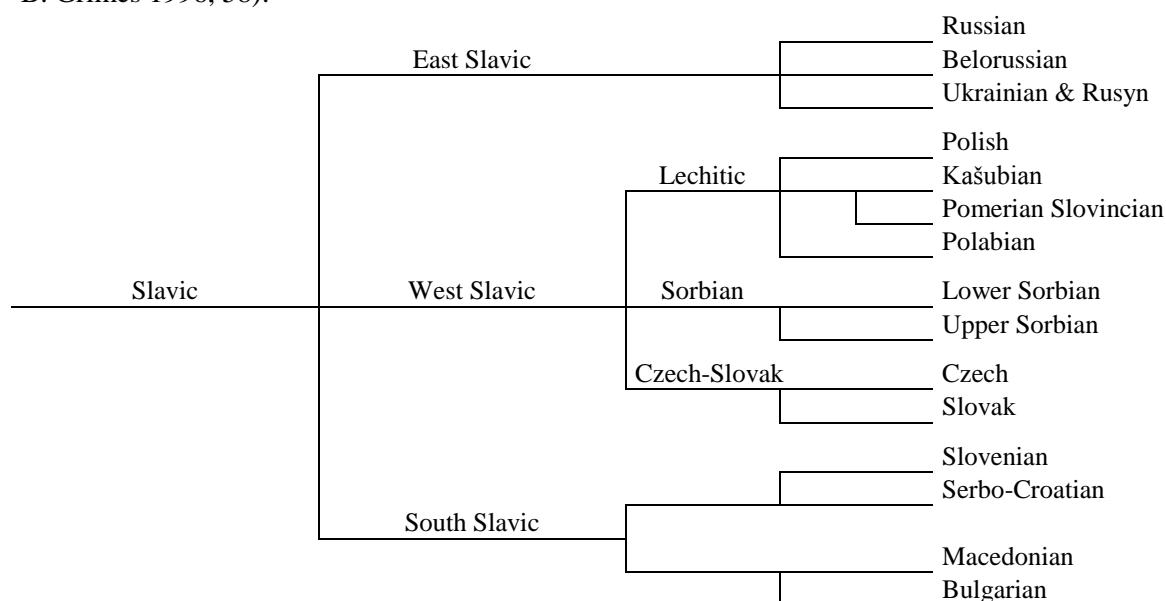 B. Grimes 1996, 58):
Russian
East Slavic
Belorussian
Ukrainian & Rusyn
Polish
Lechitic
Kašubian
Pomerian Slovincian
Polabian
Slavic
West Slavic
Sorbian
Lower Sorbian
Upper Sorbian
Czech-Slovak
Czech
Slovak
Slovenian
Serbo-Croatian
South Slavic
Macedonian
Bulgarian